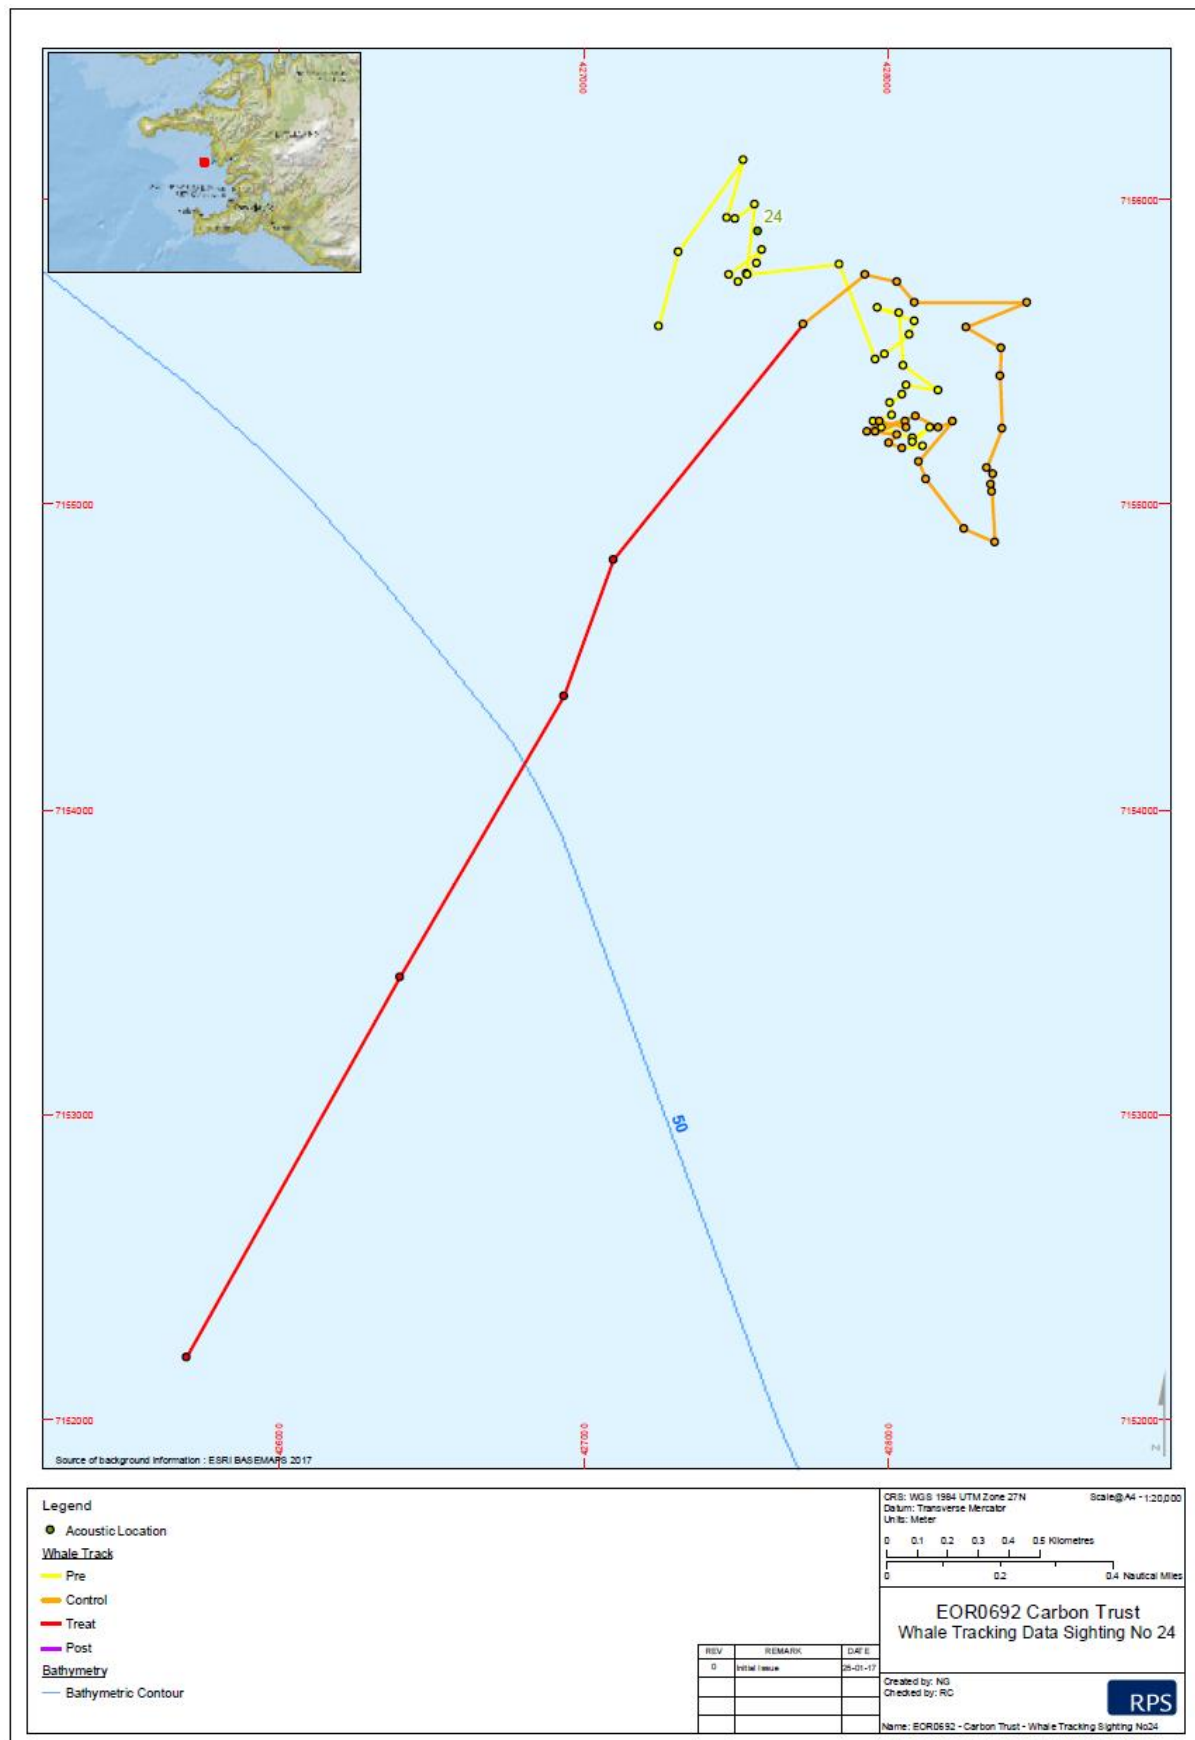 427000
428000
24
7156000
7155000
7155000
7154000
7154000
7153000
7153000
50
7152000
7152000
426000
427000
428000
N
Source of background information : ESRI BASEMAPS 2017
Legend
Acoustic Location
Whale Track
Pre
Control
Treat
Post
Bathymetry
Bathymetric Contour
CRS: WGS 1984 UTM Zone 27N
Scale@A4 - 1:20,000
Datum: Transverse Mercator
Units: Meter
0 0.1 0.2 0.3 0.4 0.5 Kilometres
0 0.2 0.4 Nautical Miles
EOR0692 Carbon Trust
Whale Tracking Data Sighting No 24
REV REMARK DATE
0 Initial Issue 25-01-17
Created by: NG
Checked by: RC
RPS
Name: EOR0692 - Carbon Trust - Whale Tracking Sighting No24